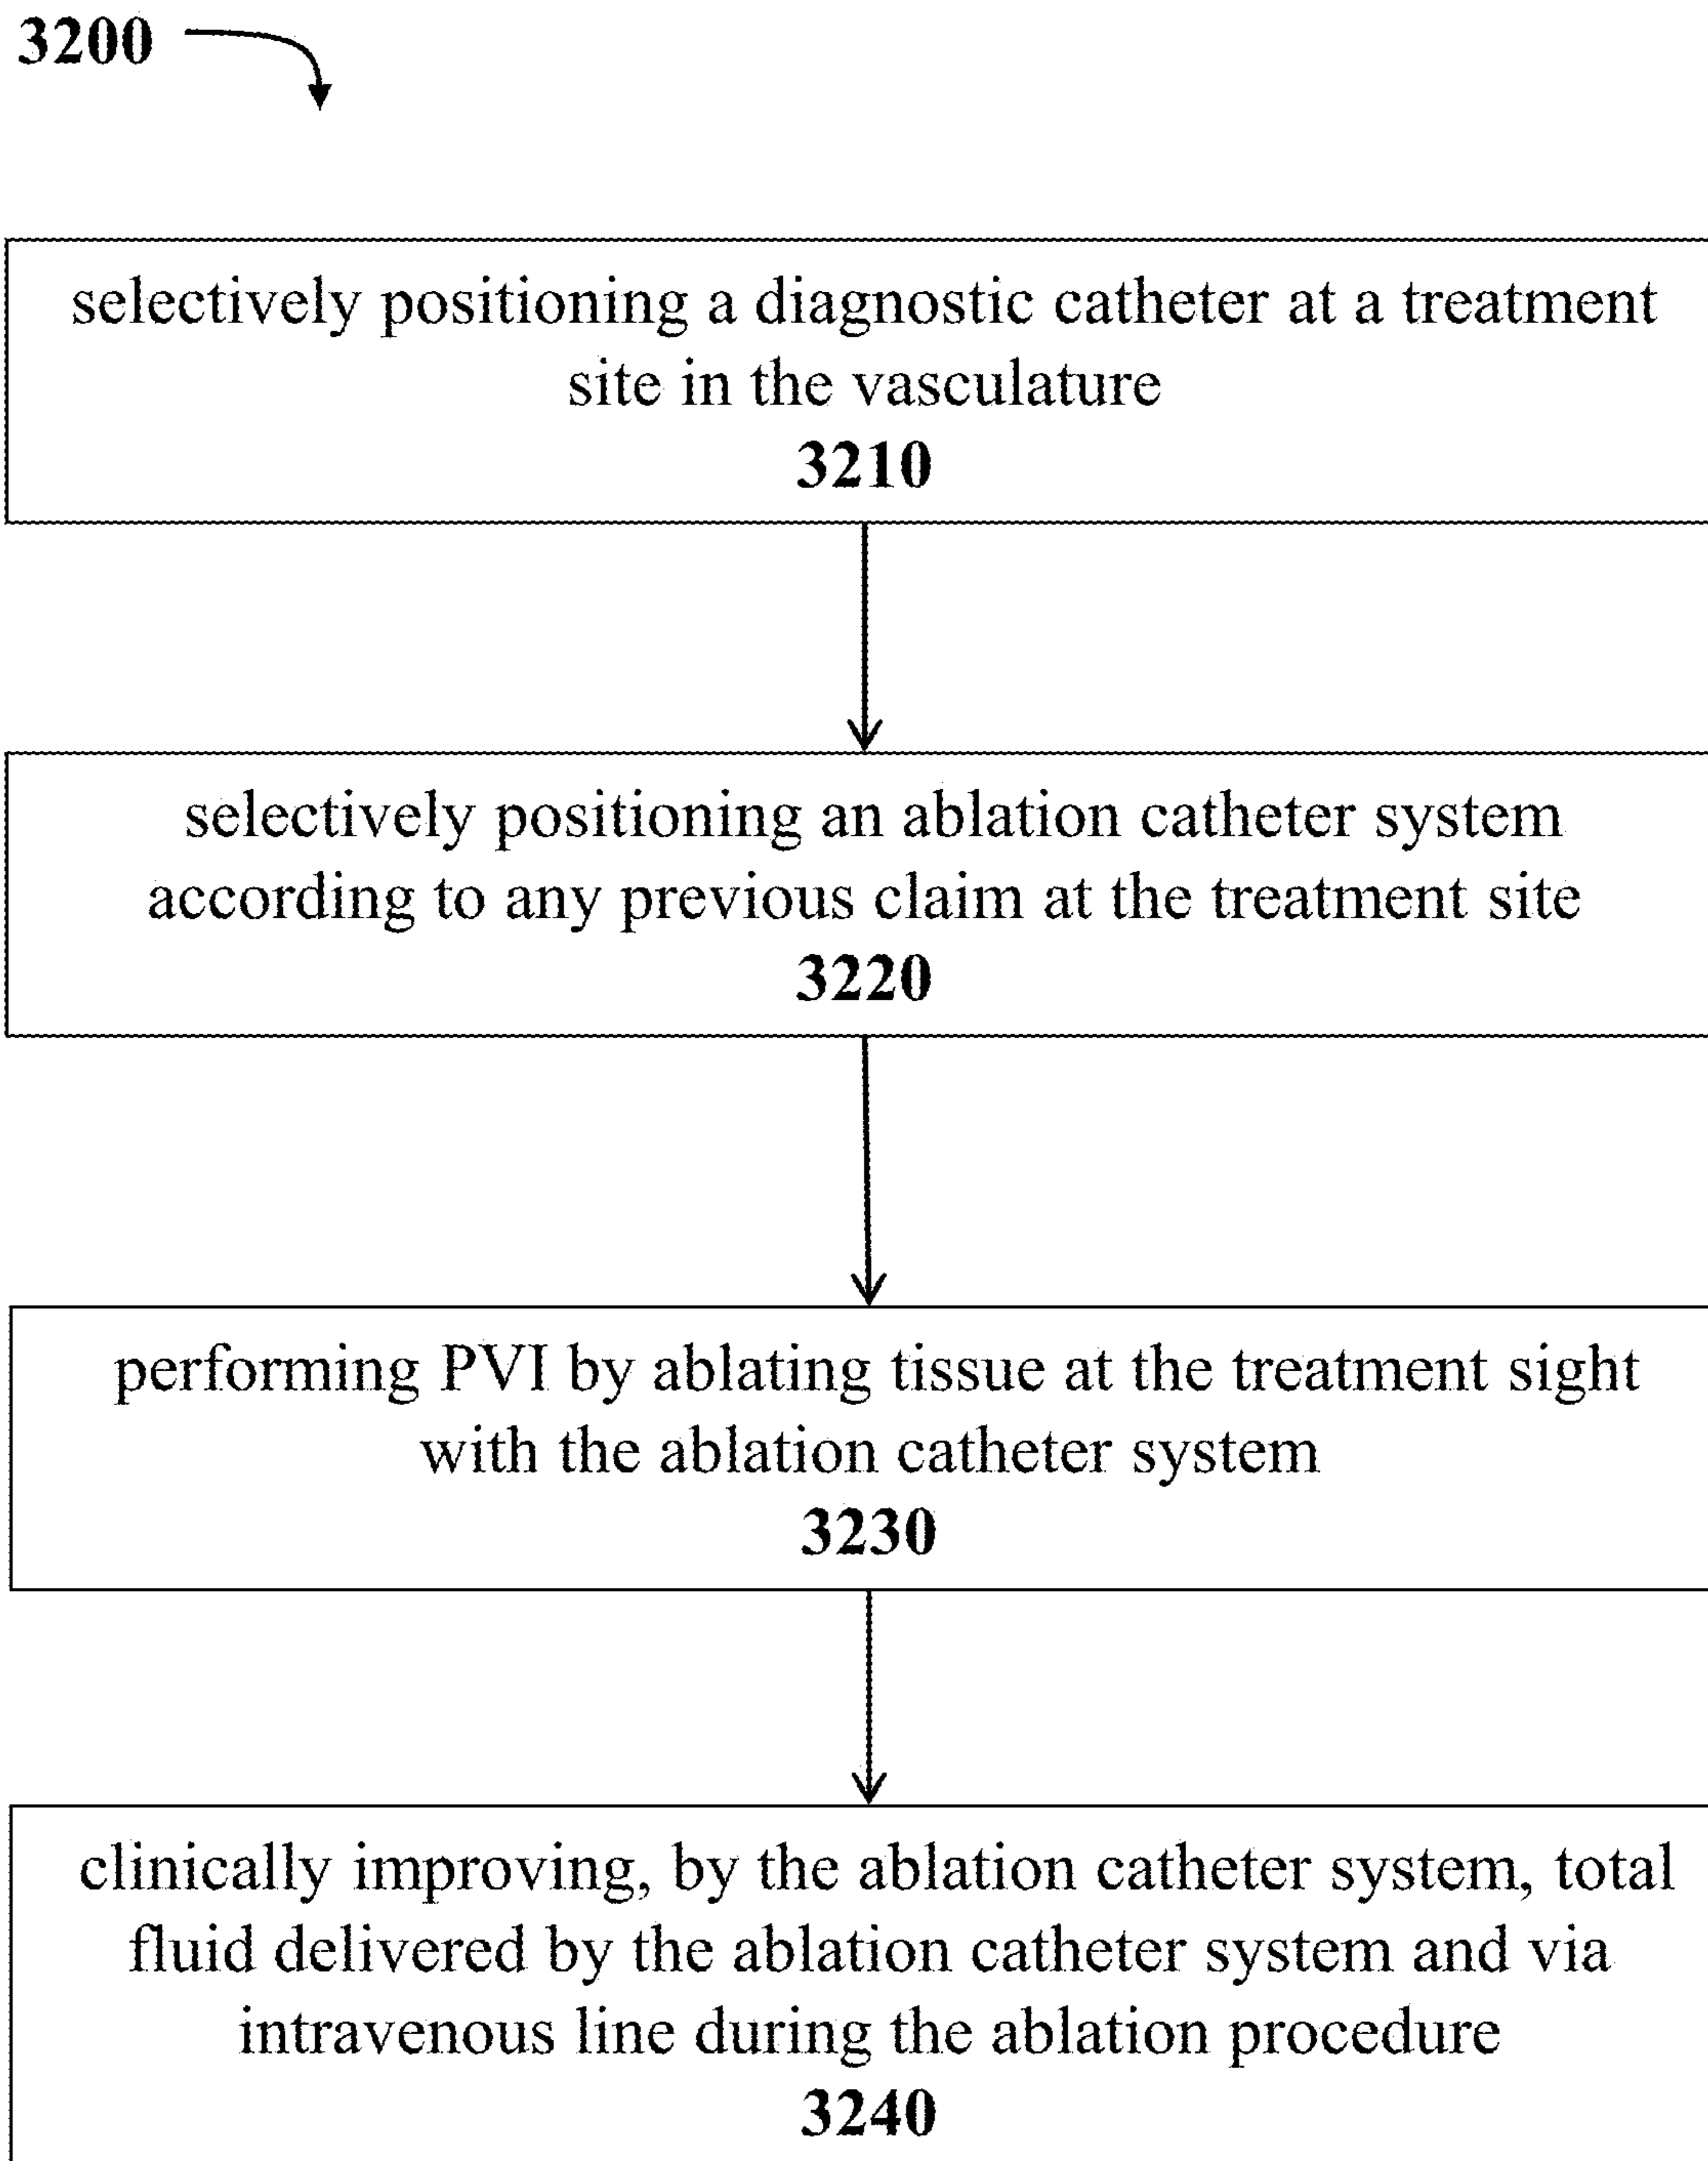 3200
selectively positioning a diagnostic catheter at a treatment
site in the vasculature
3210
selectively positioning an ablation catheter system
according to any previous claim at the treatment site
3220
performing PVI by ablating tissue at the treatment sight
with the ablation catheter system
3230
clinically improving, by the ablation catheter system, total
fluid delivered by the ablation catheter system and via
intravenous line during the ablation procedure
3240